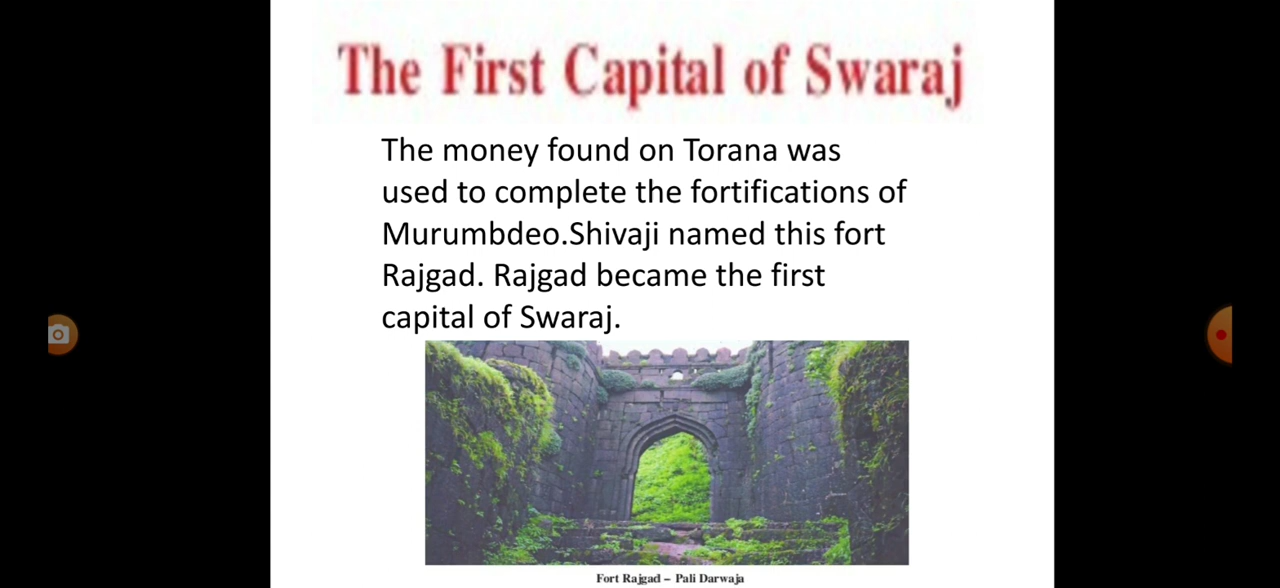 The First Capital of Swaraj
The money found on Torana was
used to complete the fortifications of
Murumbdeo.Shivaji named this fort
Rajgad. Rajgad became the first
capital of Swaraj.
Fort Rajgad – Pali Darwaja